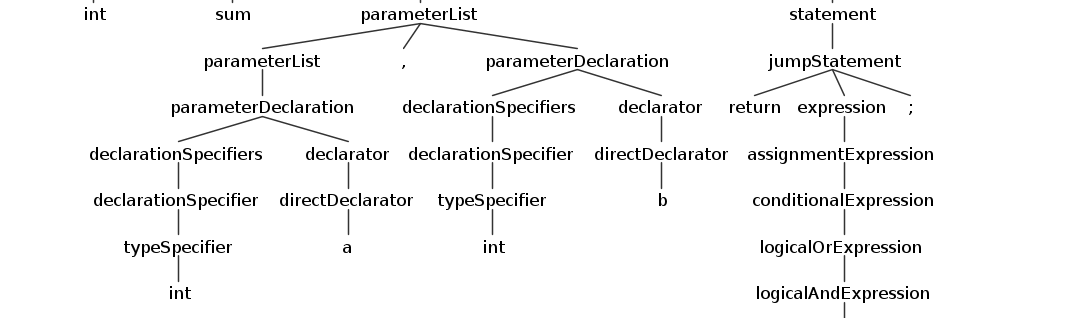 int sum parameterList statement
parameterList , parameterDeclaration jumpStatement
parameterDeclaration declarationSpecifiers declarator return expression ;
declarationSpecifiers declarator declarationSpecifier directDeclarator assignmentExpression
declarationSpecifier directDeclarator typeSpecifier b conditionalExpression
typeSpecifier a int logicalOrExpression
int logicalAndExpression